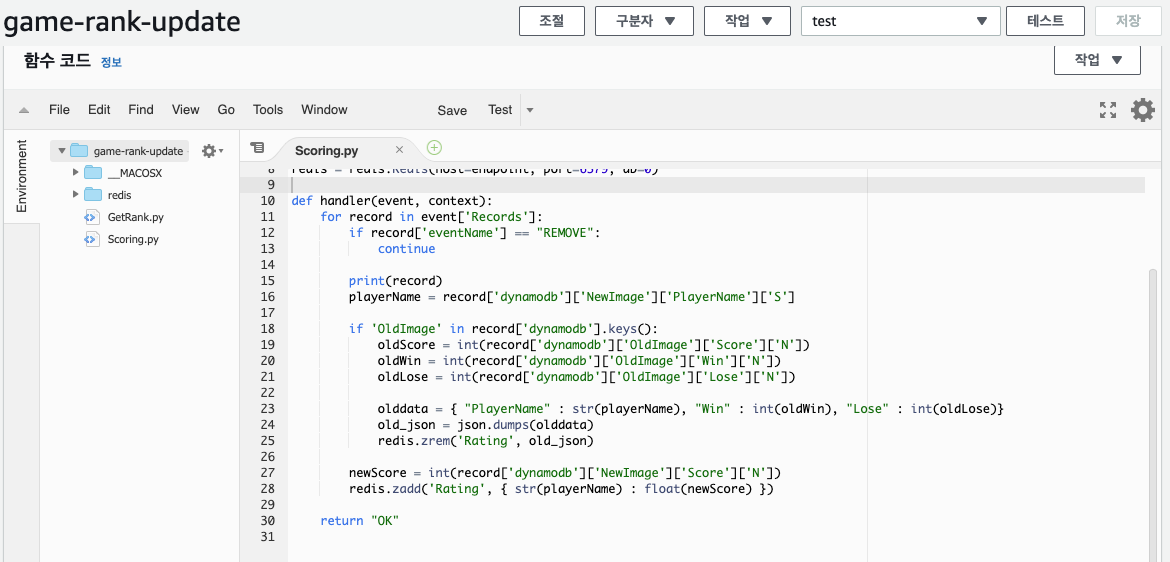 game-rank-update
조절
구분자
작업
test
테스트
저장
함수 코드 정보
작업
File Edit Find View Go Tools Window Save Test
Environment
game-rank-update
__MACOSX
redis
GetRank.py
Scoring.py
Scoring.py
8 redis = redis.Redis(host=endpoint, port=6379, db=0)
9
10 def handler(event, context):
11 for record in event['Records']:
12 if record['eventName'] == "REMOVE":
13 continue
14
15 print(record)
16 playerName = record['dynamodb']['NewImage']['PlayerName']['S']
17
18 if 'OldImage' in record['dynamodb'].keys():
19 oldScore = int(record['dynamodb']['OldImage']['Score']['N'])
20 oldWin = int(record['dynamodb']['OldImage']['Win']['N'])
21 oldLose = int(record['dynamodb']['OldImage']['Lose']['N'])
22
23 olddata = { "PlayerName" : str(playerName), "Win" : int(oldWin), "Lose" : int(oldLose)}
24 old_json = json.dumps(olddata)
25 redis.zrem('Rating', old_json)
26
27 newScore = int(record['dynamodb']['NewImage']['Score']['N'])
28 redis.zadd('Rating', { str(playerName) : float(newScore) })
29
30 return "OK"
31